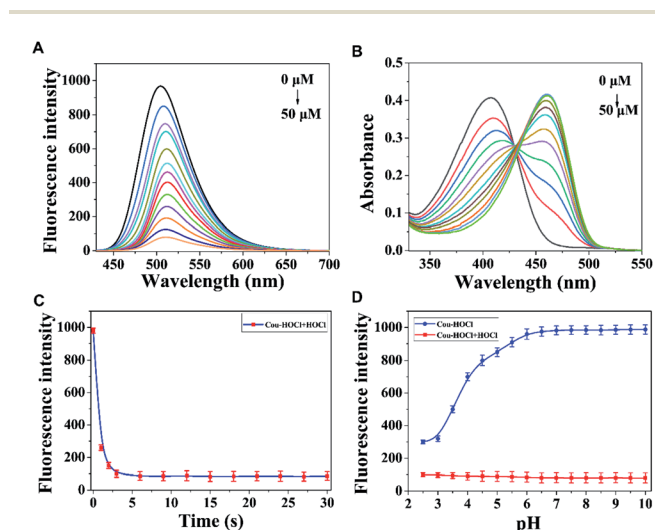 A
Fluorescence intensity
1000
800
600
400
200
0
450 500 550 600 650 700
Wavelength (nm)
0 μM
50 μM
B
Absorbance
0.5
0.4
0.3
0.2
0.1
0.0
350 400 450 500 550
Wavelength (nm)
0 μM
50 μM
C
Fluorescence intensity
1000
800
600
400
200
0
0 5 10 15 20 25 30
Time (s)
Cou-HOCl+HOCl
D
Fluorescence intensity
1000
800
600
400
200
0
2 3 4 5 6 7 8 9 10
pH
Cou-HOCl
Cou-HOCl+HOCl